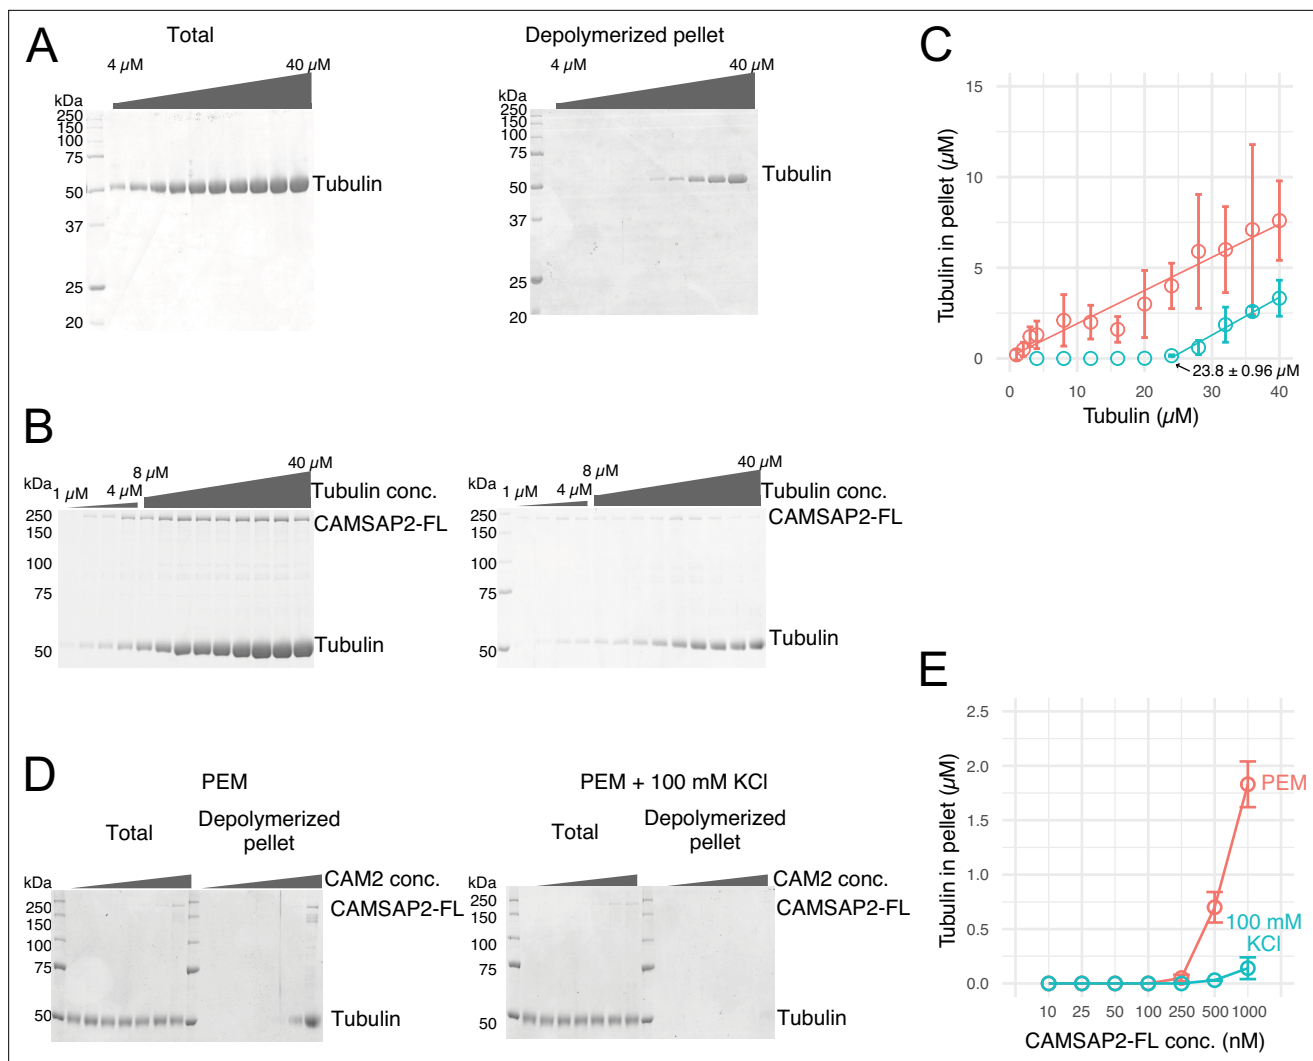 A
Total
4 µM
40 µM
kDa
250
150
100
75
50
37
25
20
Tubulin
Depolymerized pellet
4 µM
40 µM
kDa
250
150
100
75
50
37
25
20
Tubulin
C
15
10
5
0
Tubulin in pellet (µM)
23.8 ± 0.96 µM
0 10 20 30 40
Tubulin (µM)
B
kDa
1 µM
4 µM
8 µM
40 µM
Tubulin conc.
CAMSAP2-FL
250
150
100
75
50
Tubulin
kDa
1 µM
4 µM
8 µM
40 µM
Tubulin conc.
CAMSAP2-FL
250
150
100
75
50
Tubulin
D
PEM
Total
Depolymerized
pellet
kDa
CAM2 conc.
CAMSAP2-FL
250
150
100
75
50
Tubulin
PEM + 100 mM KCl
Total
Depolymerized
pellet
kDa
CAM2 conc.
CAMSAP2-FL
250
150
100
75
50
Tubulin
E
2.5
2.0
1.5
1.0
0.5
0.0
Tubulin in pellet (µM)
PEM
100 mM
KCl
10 25 50 100 250 500 1000
CAMSAP2-FL conc. (nM)